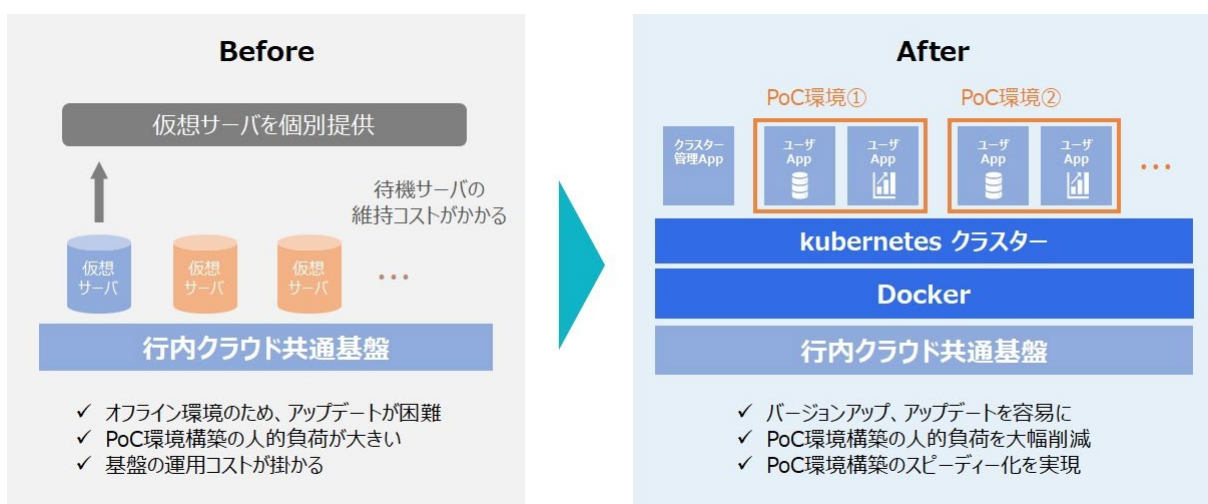 Before
仮想サーバを個別提供
待機サーバの
維持コストがかかる
仮想
サーバ
仮想
サーバ
仮想
サーバ
・・・
行内クラウド共通基盤
✓ オフライン環境のため、アップデートが困難
✓ PoC環境構築の人的負荷が大きい
✓ 基盤の運用コストが掛かる
After
PoC環境①
PoC環境②
クラスター
管理App
ユーザ
App
ユーザ
App
ユーザ
App
ユーザ
App
・・・
kubernetes クラスター
Docker
行内クラウド共通基盤
✓ バージョンアップ、アップデートを容易に
✓ PoC環境構築の人的負荷を大幅削減
✓ PoC環境構築のスピーディー化を実現